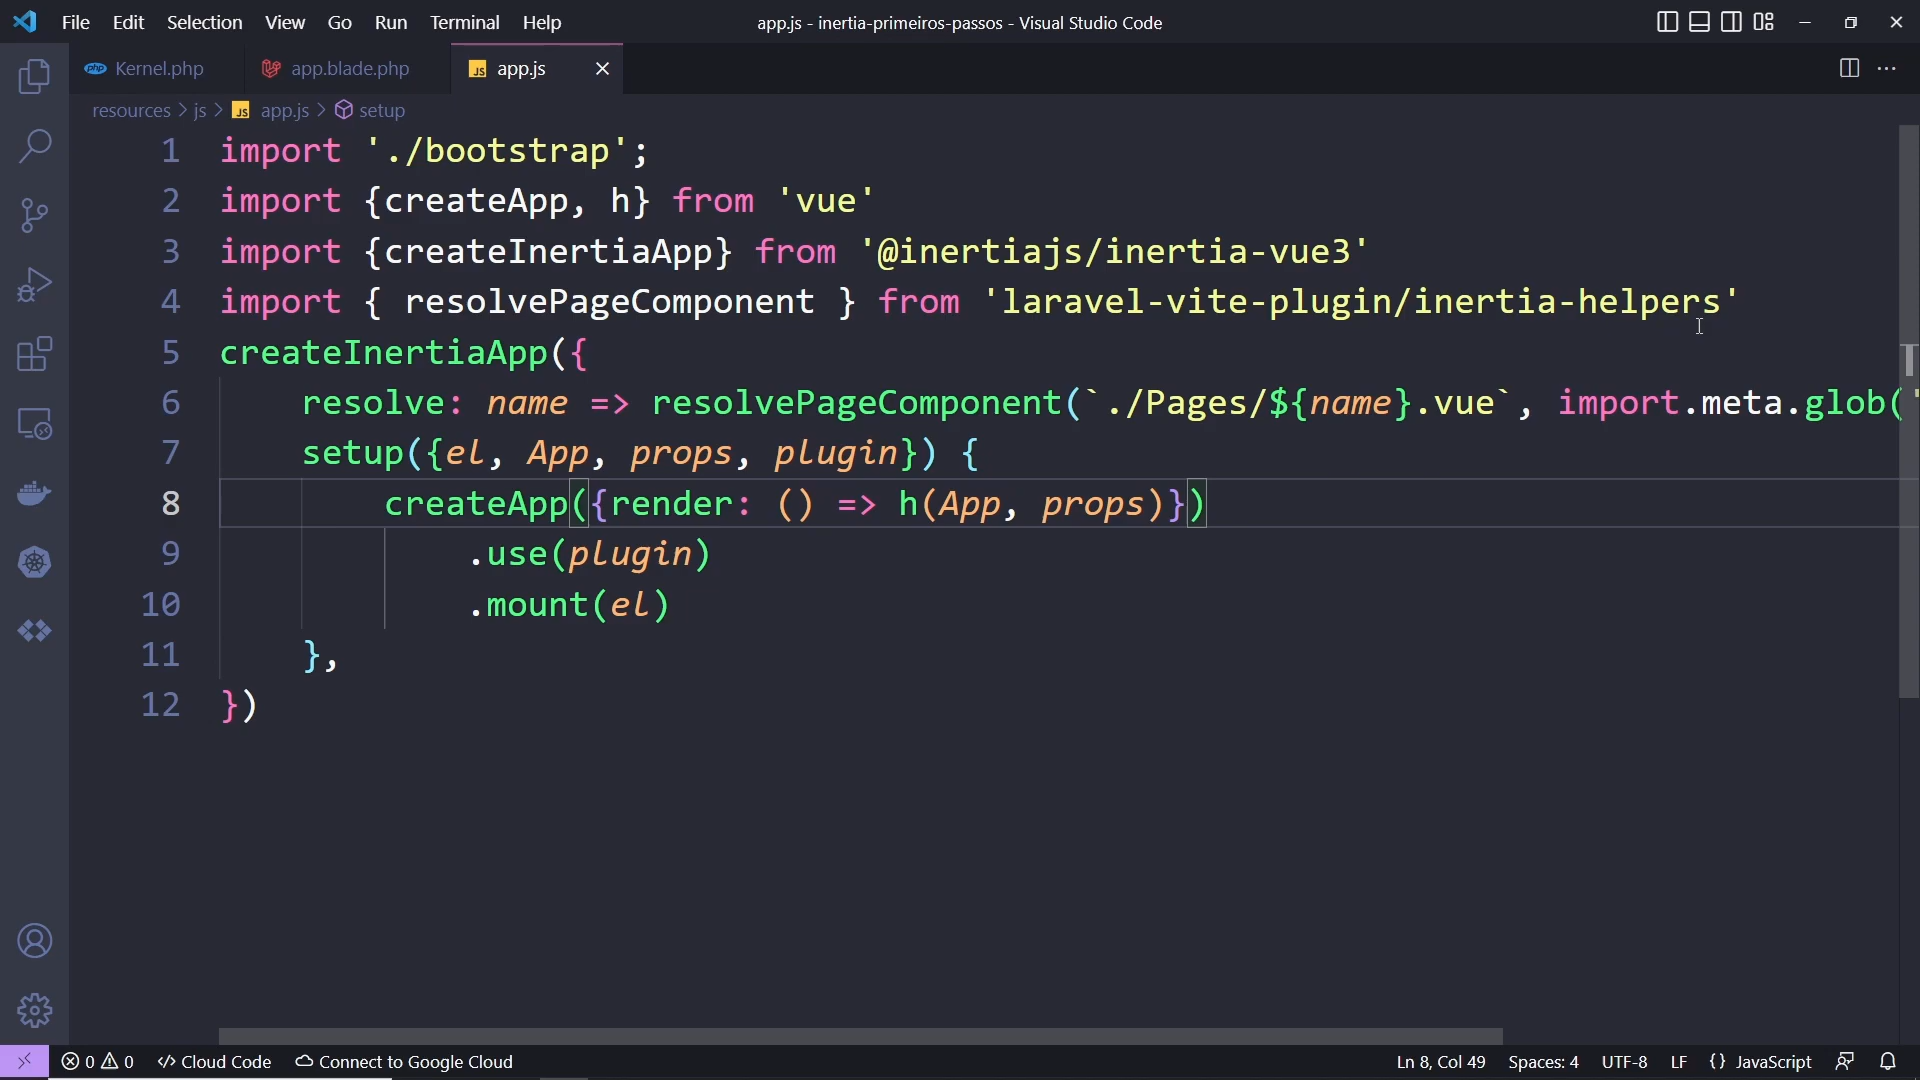 File Edit Selection View Go Run Terminal Help app.js - inertia-primeiros-passos - Visual Studio Code
php Kernel.php app.blade.php JS app.js
resources > js > JS app.js > setup
1 import './bootstrap';
2 import {createApp, h} from 'vue'
3 import {createInertiaApp} from '@inertiajs/inertia-vue3'
4 import { resolvePageComponent } from 'laravel-vite-plugin/inertia-helpers'
5 createInertiaApp({
6 resolve: name => resolvePageComponent(`./Pages/${name}.vue`, import.meta.glob('
7 setup({el, App, props, plugin}) {
8 createApp({render: () => h(App, props)})
9 .use(plugin)
10 .mount(el)
11 },
12 })
0 0 Cloud Code Connect to Google Cloud Ln 8, Col 49 Spaces: 4 UTF-8 LF {} JavaScript